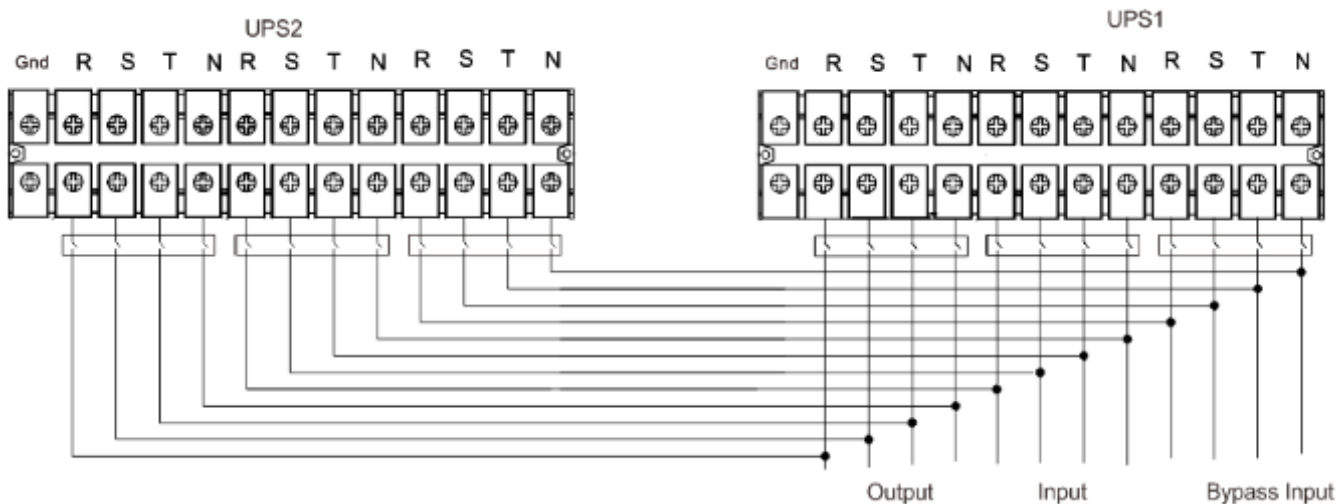 UPS2
UPS1
Gnd R S T N R S T N R S T N
Gnd R S T N R S T N R S T N
Output Input Bypass Input